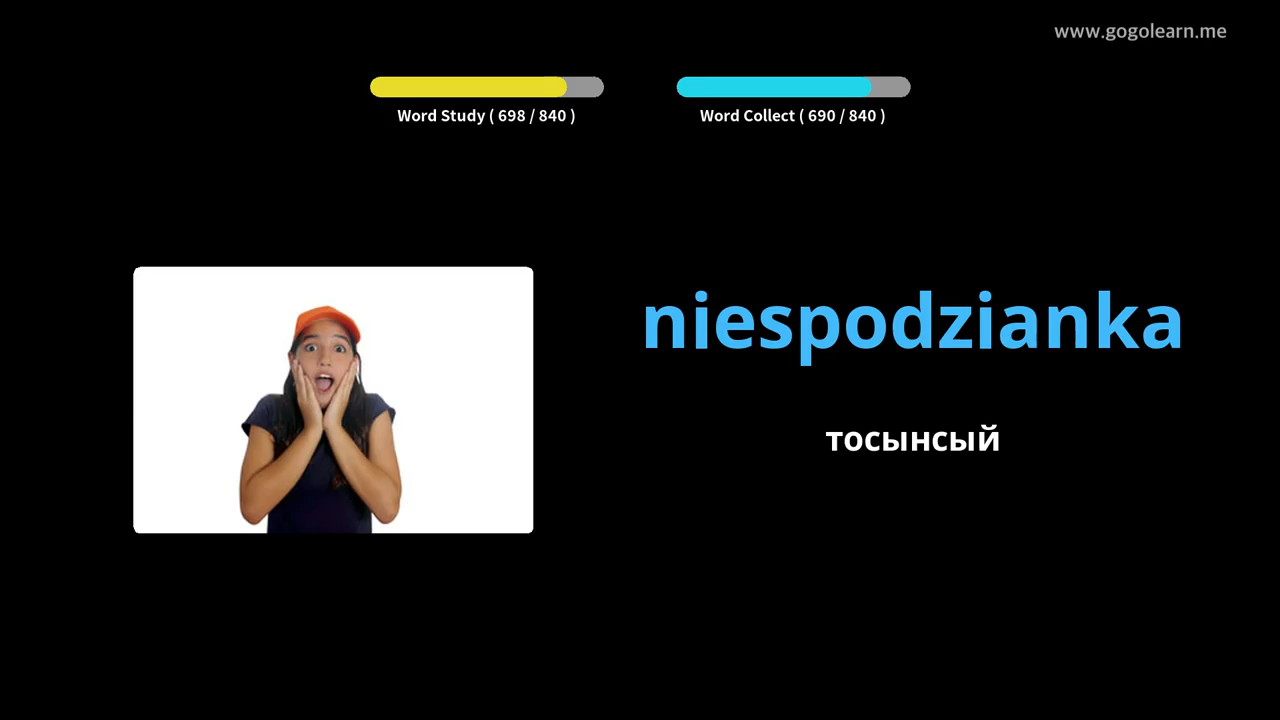 www.gogolearn.me
Word Study ( 698 / 840 )
Word Collect ( 690 / 840 )
niespodzianka
тосынсый